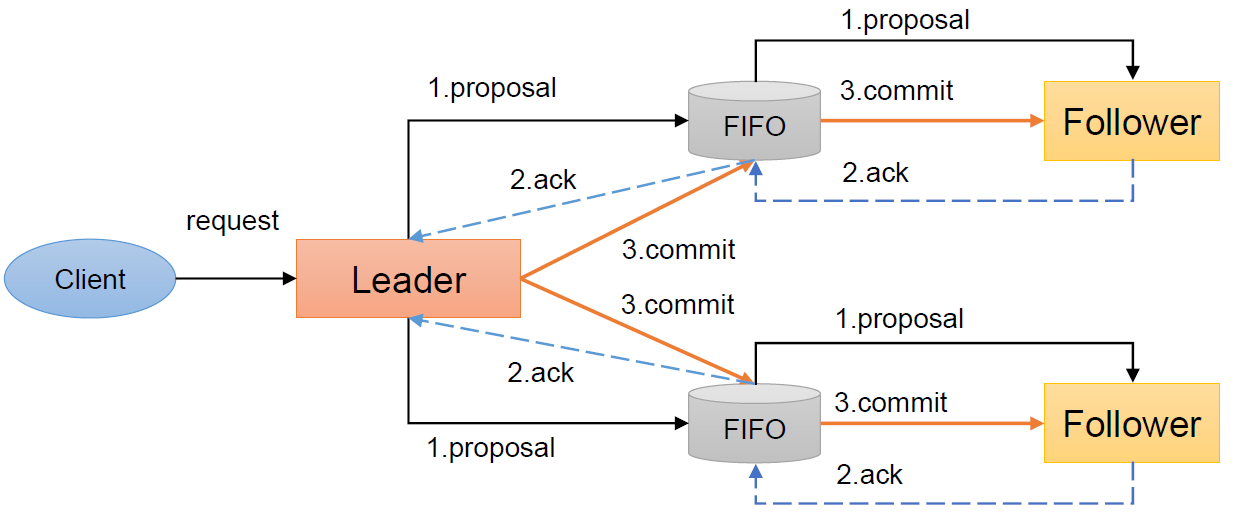 1.proposal
1.proposal
3.commit
FIFO
Follower
2.ack
2.ack
request
3.commit
Client
Leader
3.commit
1.proposal
2.ack
3.commit
FIFO
Follower
1.proposal
2.ack